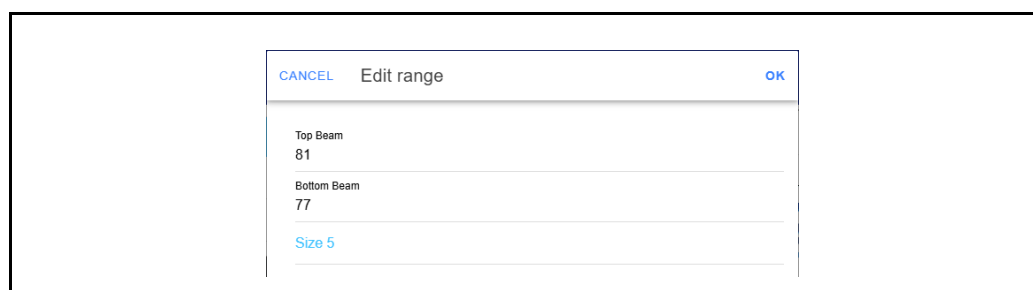 CANCEL Edit range OK
Top Beam
81
Bottom Beam
77
Size 5